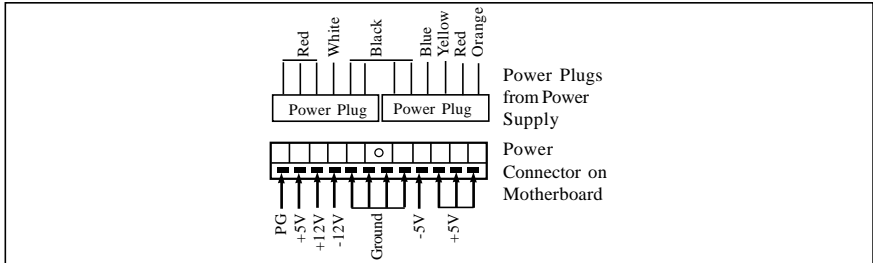 Red
White
Black
Blue
Yellow
Red
Orange
Power Plug
Power Plug
Power Plugs
from Power
Supply
Power
Connector on
Motherboard
PG
+5V
+12V
-12V
Ground
-5V
+5V